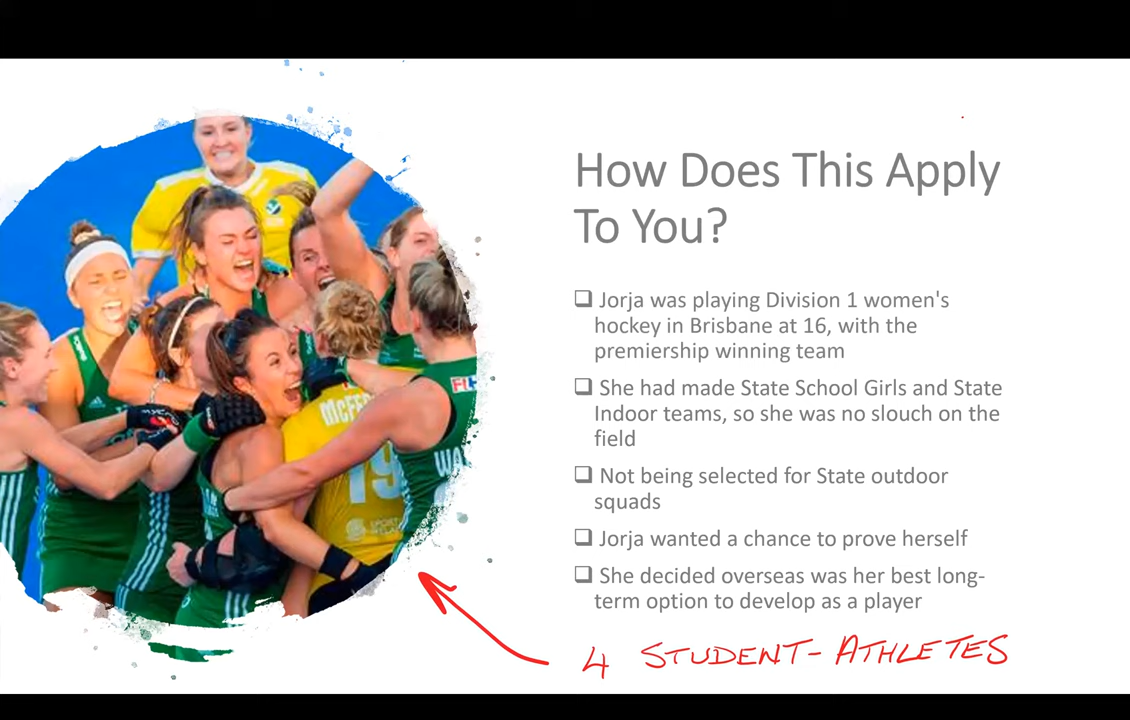 How Does This Apply
To You?
Jorja was playing Division 1 women's
hockey in Brisbane at 16, with the
premiership winning team
She had made State School Girls and State
Indoor teams, so she was no slouch on the
field
Not being selected for State outdoor
squads
Jorja wanted a chance to prove herself
She decided overseas was her best long-
term option to develop as a player
4 STUDENT-ATHLETES
19